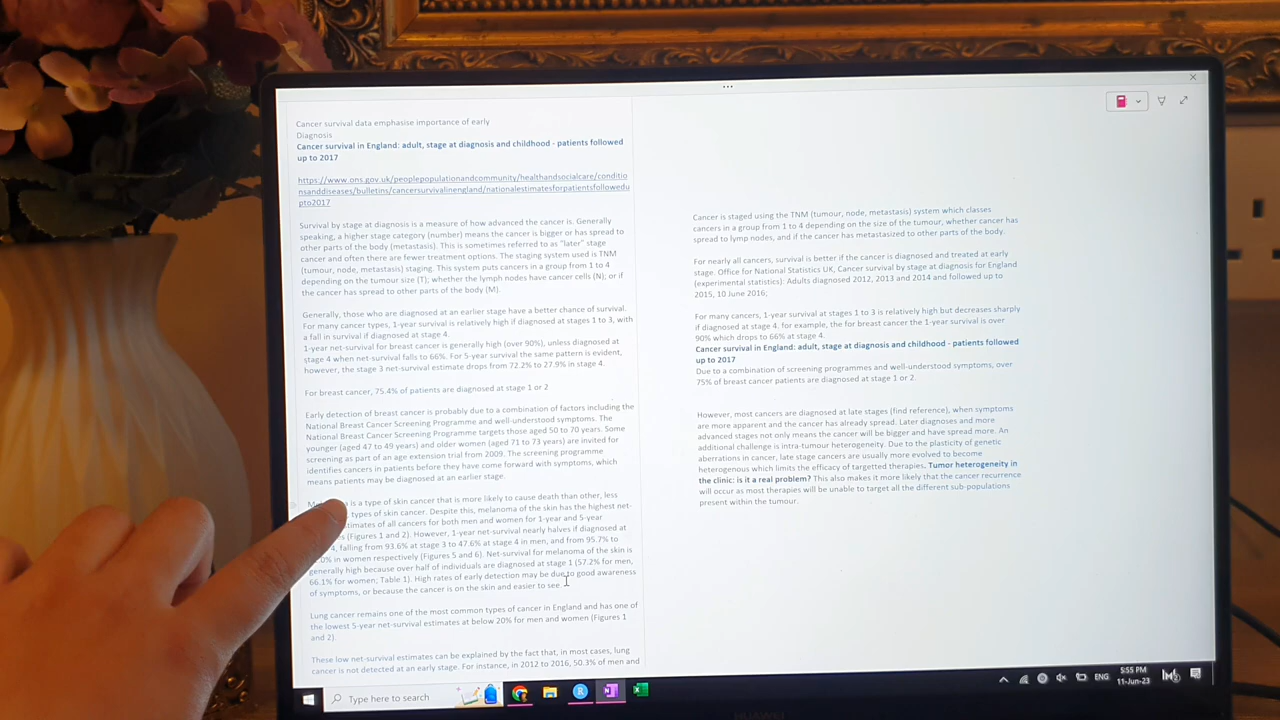 Cancer survival data emphasise importance of early
Diagnosis
Cancer survival in England: adult, stage at diagnosis and childhood - patients followed
up to 2017
https://www.ons.gov.uk/peoplepopulationandcommunity/healthandsocialcare/conditio
nsanddiseases/bulletins/cancersurvivalinengland/nationalestimatesforpatientsfollowedu
pto2017
Survival by stage at diagnosis is a measure of how advanced the cancer is. Generally
speaking, a higher stage category (number) means the cancer is bigger or has spread to
other parts of the body (metastasis). This is sometimes referred to as "later" stage
cancer and often there are fewer treatment options. The staging system used is TNM
(tumour, node, metastasis) staging. This system puts cancers in a group from 1 to 4
depending on the tumour size (T); whether the lymph nodes have cancer cells (N); or if
the cancer has spread to other parts of the body (M).
Generally, those who are diagnosed at an earlier stage have a better chance of survival.
For many cancer types, 1-year survival is relatively high if diagnosed at stages 1 to 3, with
a fall in survival if diagnosed at stage 4.
1-year net-survival for breast cancer is generally high (over 90%), unless diagnosed at
stage 4 when net-survival falls to 66%. For 5-year survival the same pattern is evident,
however, the stage 3 net-survival estimate drops from 72.2% to 27.9% in stage 4.
For breast cancer, 75.4% of patients are diagnosed at stage 1 or 2
Early detection of breast cancer is probably due to a combination of factors including the
National Breast Cancer Screening Programme and well-understood symptoms. The
National Breast Cancer Screening Programme targets those aged 50 to 70 years. Some
younger (aged 47 to 49 years) and older women (aged 71 to 73 years) are invited for
screening as part of an age extension trial from 2009. The screening programme
identifies cancers in patients before they have come forward with symptoms, which
means patients may be diagnosed at an earlier stage.
is a type of skin cancer that is more likely to cause death than other, less
types of skin cancer. Despite this, melanoma of the skin has the highest net-
estimates of all cancers for both men and women for 1-year and 5-year
(Figures 1 and 2). However, 1-year net-survival nearly halves if diagnosed at
4, falling from 93.6% at stage 3 to 47.6% at stage 4 in men, and from 95.7% to
in women respectively (Figures 5 and 6). Net-survival for melanoma of the skin is
generally high because over half of individuals are diagnosed at stage 1 (57.2% for men,
66.1% for women; Table 1). High rates of early detection may be due to good awareness
of symptoms, or because the cancer is on the skin and easier to see.
Lung cancer remains one of the most common types of cancer in England and has one of
the lowest 5-year net-survival estimates at below 20% for men and women (Figures 1
and 2).
These low net-survival estimates can be explained by the fact that, in most cases, lung
cancer is not detected at an early stage. For instance, in 2012 to 2016, 50.3% of men and
Cancer is staged using the TNM (tumour, node, metastasis) system which classes
cancers in a group from 1 to 4 depending on the size of the tumour, whether cancer has
spread to lymp nodes, and if the cancer has metastasized to other parts of the body.
For nearly all cancers, survival is better if the cancer is diagnosed and treated at early
stage. Office for National Statistics UK, Cancer survival by stage at diagnosis for England
(experimental statistics): Adults diagnosed 2012, 2013 and 2014 and followed up to
2015, 10 June 2016;
For many cancers, 1-year survival at stages 1 to 3 is relatively high but decreases sharply
if diagnosed at stage 4. for example, the for breast cancer the 1-year survival is over
90% which drops to 66% at stage 4.
Cancer survival in England: adult, stage at diagnosis and childhood - patients followed
up to 2017
Due to a combination of screening programmes and well-understood symptoms, over
75% of breast cancer patients are diagnosed at stage 1 or 2.
However, most cancers are diagnosed at late stages (find reference), when symptoms
are more apparent and the cancer has already spread. Later diagnoses and more
advanced stages not only means the cancer will be bigger and have spread more. An
additional challenge is intra-tumour heterogeneity. Due to the plasticity of genetic
aberrations in cancer, late stage cancers are usually more evolved to become
heterogenous which limits the efficacy of targetted therapies. Tumor heterogeneity in
the clinic: is it a real problem? This also makes it more likely that the cancer recurrence
will occur as most therapies will be unable to target all the different sub-populations
present within the tumour.
Type here to search
ENG
5:55 PM
11-Jun-23